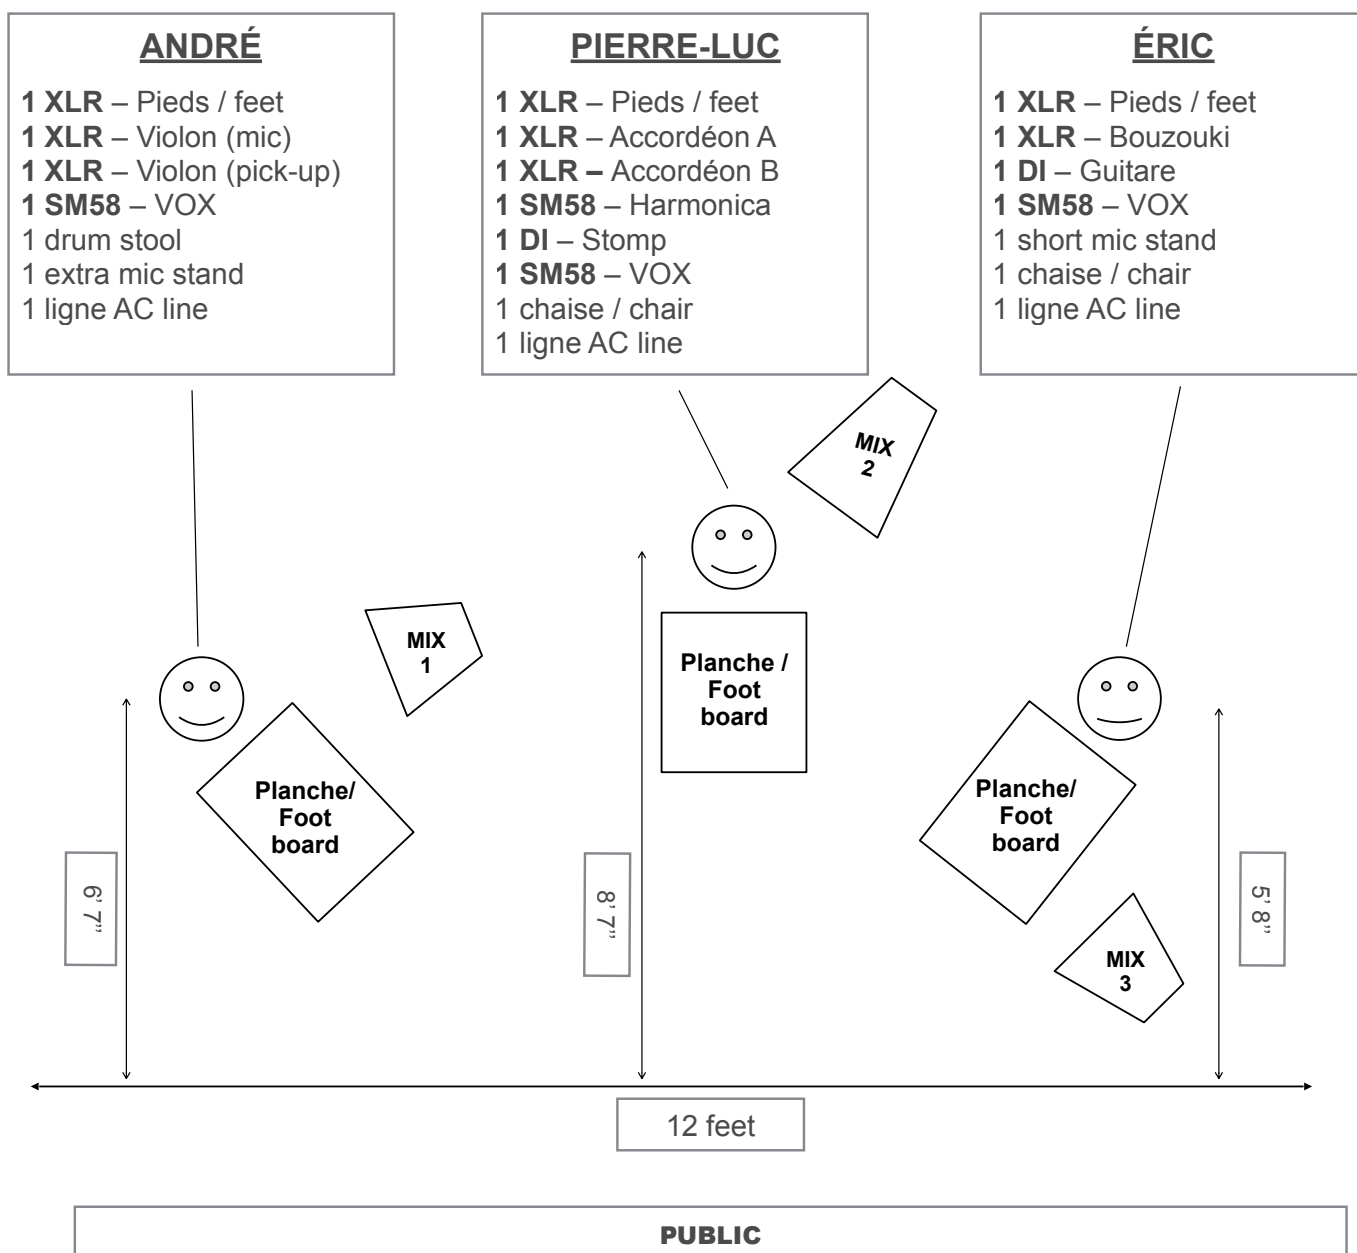 ANDRÉ
1 XLR – Pieds / feet
1 XLR – Violon (mic)
1 XLR – Violon (pick-up)
1 SM58 – VOX
1 drum stool
1 extra mic stand
1 ligne AC line
PIERRE-LUC
1 XLR – Pieds / feet
1 XLR – Accordéon A
1 XLR – Accordéon B
1 SM58 – Harmonica
1 DI – Stomp
1 SM58 – VOX
1 chaise / chair
1 ligne AC line
ÉRIC
1 XLR – Pieds / feet
1 XLR – Bouzouki
1 DI – Guitare
1 SM58 – VOX
1 short mic stand
1 chaise / chair
1 ligne AC line
MIX
2
MIX
1
Planche /
Foot
board
Planche/
Foot
board
Planche/
Foot
board
6’ 7”
8’ 7”
5’ 8”
MIX
3
12 feet
PUBLIC